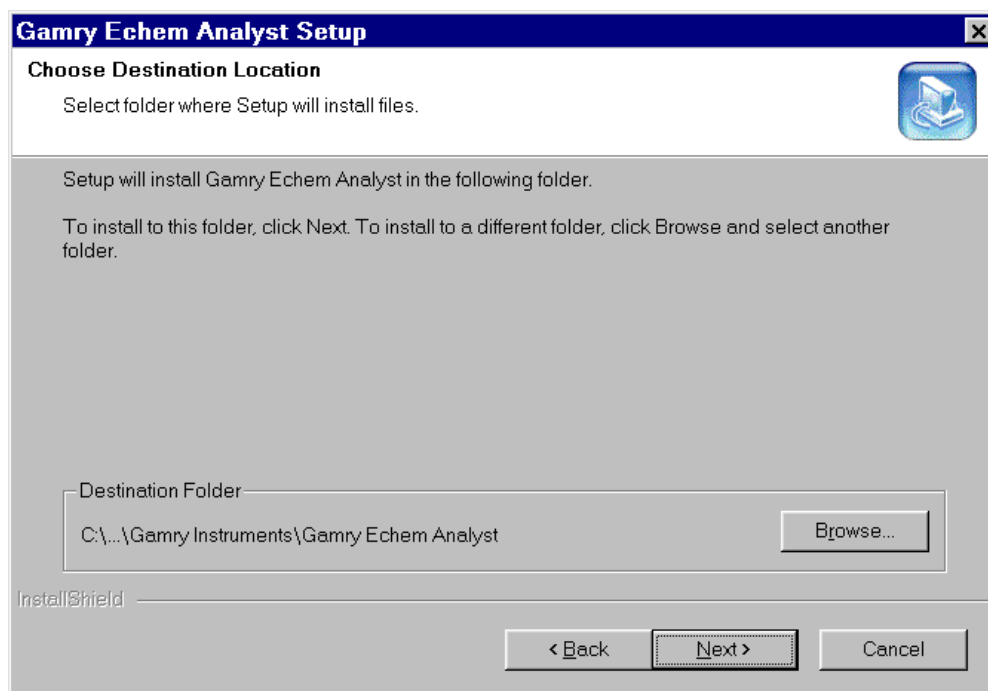 Gamry Echem Analyst Setup
Choose Destination Location
Select folder where Setup will install files.
Setup will install Gamry Echem Analyst in the following folder.
To install to this folder, click Next. To install to a different folder, click Browse and select another
folder.
Destination Folder
C:\...\Gamry Instruments\Gamry Echem Analyst
Browse...
InstallShield
< Back
Next >
Cancel